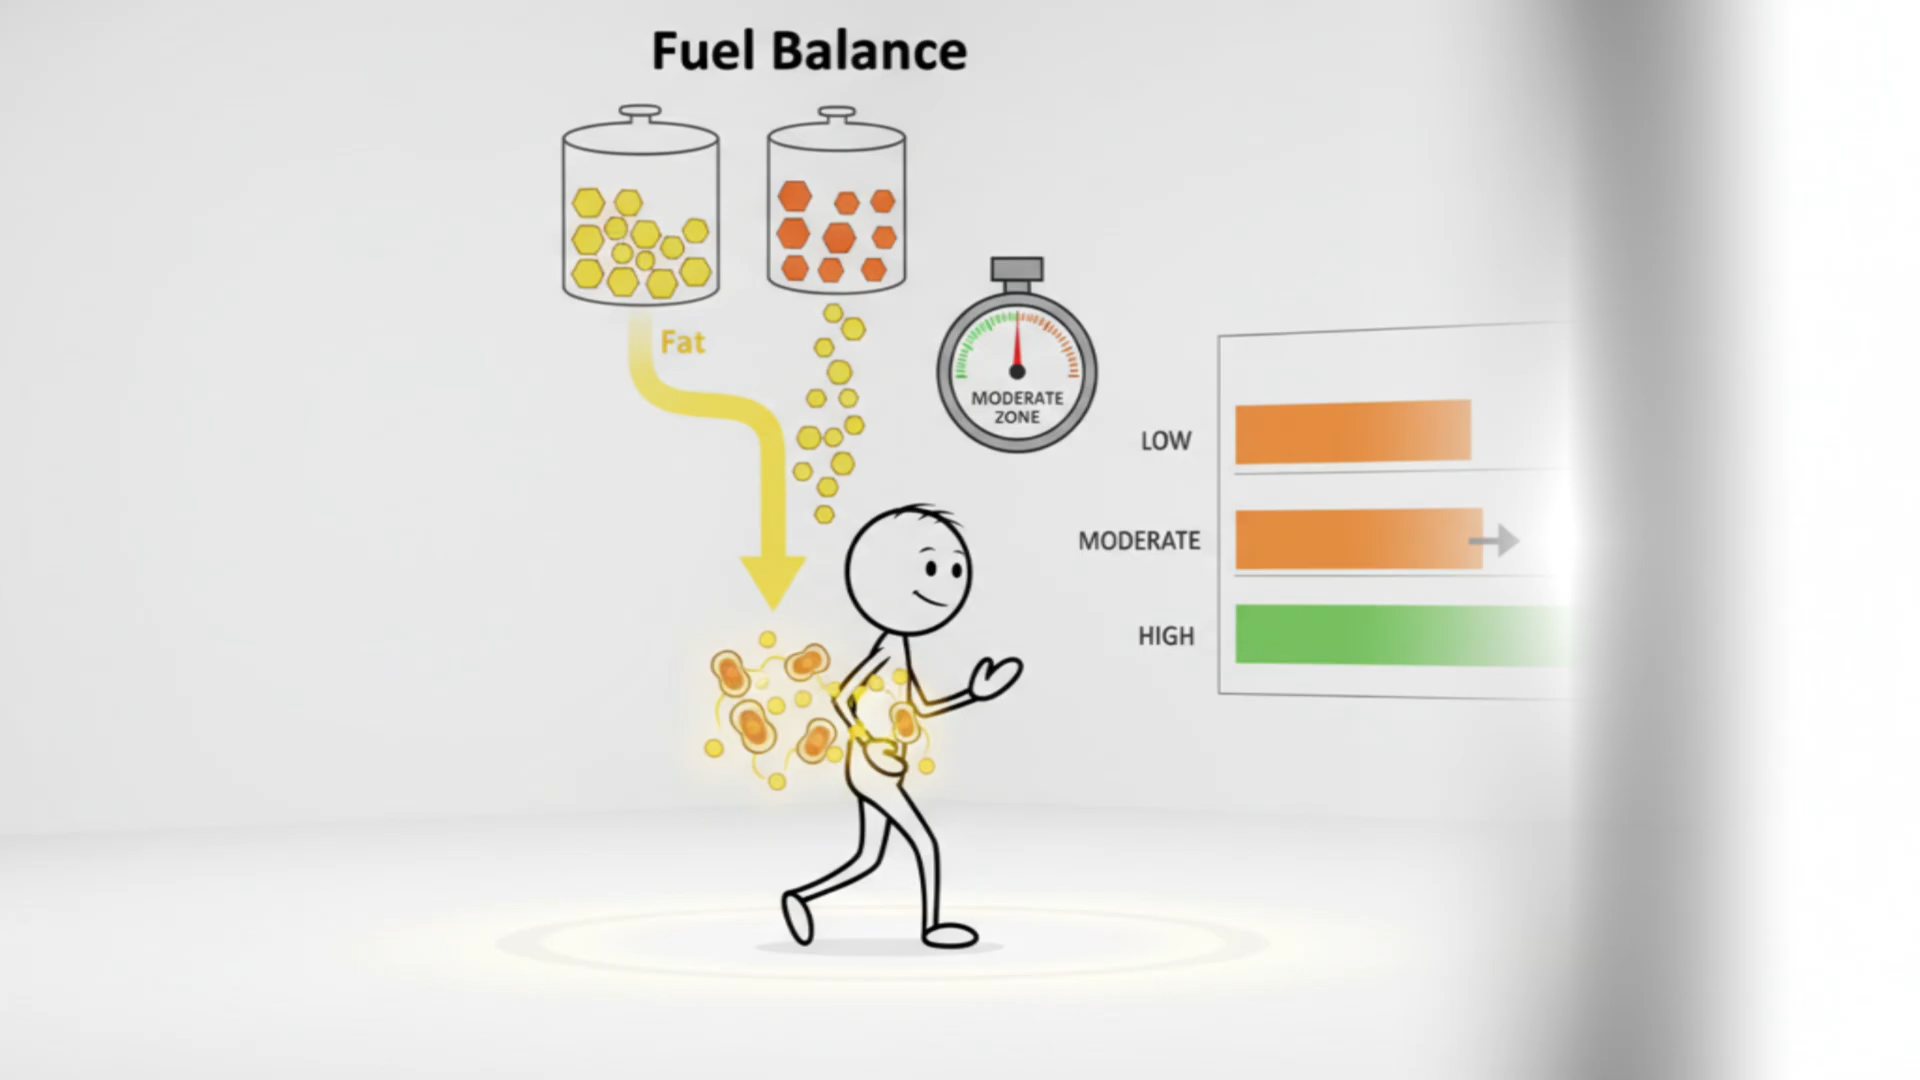 Fuel Balance
Fat
MODERATE
ZONE
LOW
MODERATE
HIGH